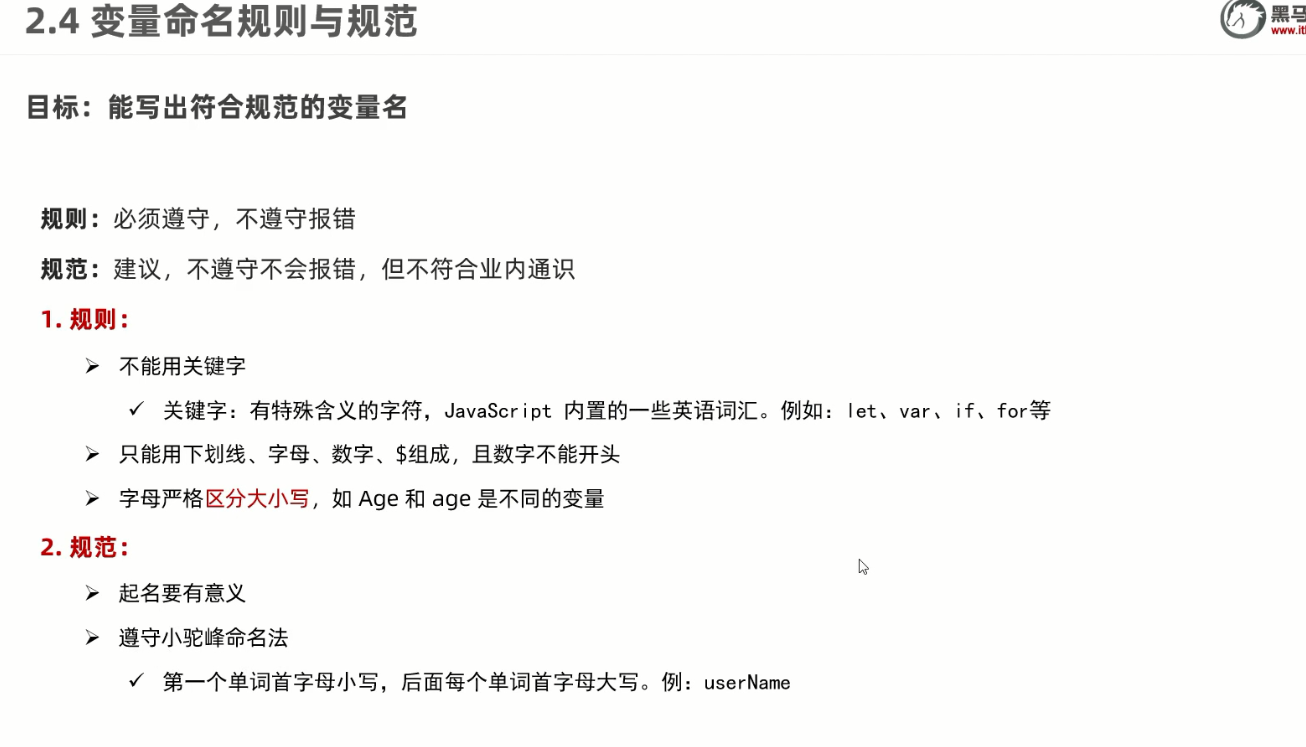 2.4 变量命名规则与规范
黑马
www.it
目标：能写出符合规范的变量名
规则：必须遵守，不遵守报错
规范：建议，不遵守不会报错，但不符合业内通识
1. 规则：
不能用关键字
关键字：有特殊含义的字符，JavaScript 内置的一些英语词汇。例如：let、var、if、for等
只能用下划线、字母、数字、$组成，且数字不能开头
字母严格区分大小写，如 Age 和 age 是不同的变量
2. 规范：
起名要有意义
遵守小驼峰命名法
第一个单词首字母小写，后面每个单词首字母大写。例：userName